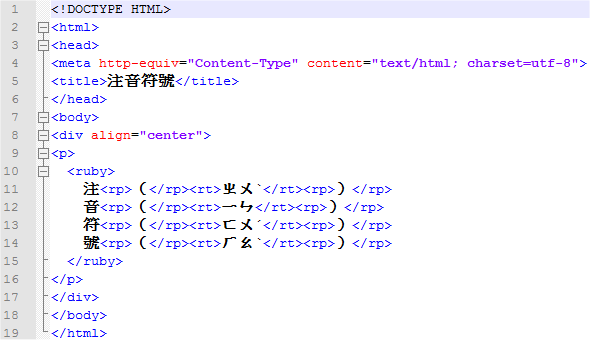 1 <!DOCTYPE HTML>
2 <html>
3 <head>
4 <meta http-equiv="Content-Type" content="text/html; charset=utf-8">
5 <title>注音符號</title>
6 </head>
7 <body>
8 <div align="center">
9 <p>
10 <ruby>
11 注<rp>（</rp><rt>ㄓㄨˋ</rt><rp>）</rp>
12 音<rp>（</rp><rt>ㄧㄣ</rt><rp>）</rp>
13 符<rp>（</rp><rt>ㄈㄨˊ</rt><rp>）</rp>
14 號<rp>（</rp><rt>ㄏㄠˋ</rt><rp>）</rp>
15 </ruby>
16 </p>
17 </div>
18 </body>
19 </html>